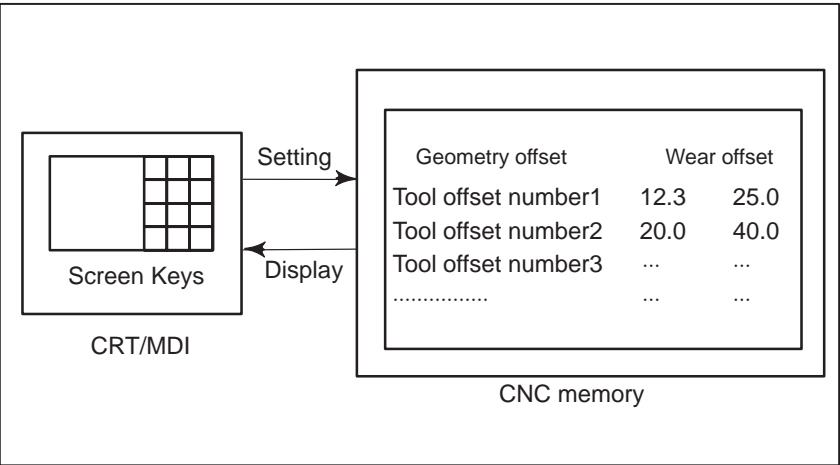 Setting
Display
Screen Keys
CRT/MDI
Geometry offset Wear offset
Tool offset number1 12.3 25.0
Tool offset number2 20.0 40.0
Tool offset number3 ... ...
................ ... ...
CNC memory